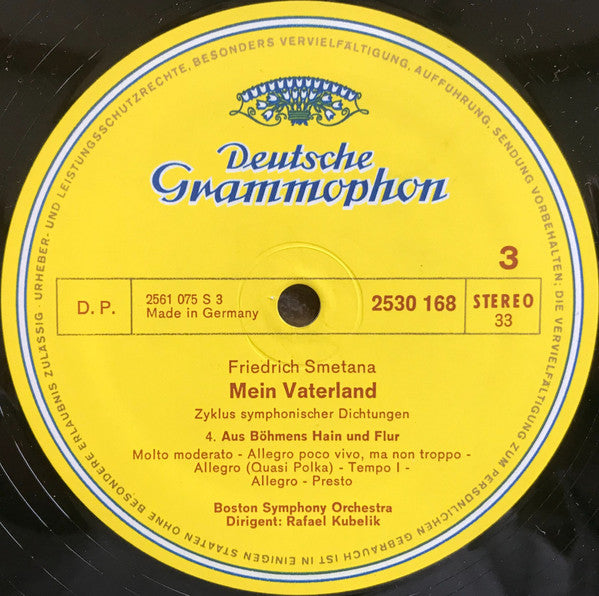 Deutsche
Grammophon
3
D. P.
2561 075 S 3
Made in Germany
2530 168
STEREO
33
Friedrich Smetana
Mein Vaterland
Zyklus symphonischer Dichtungen
4. Aus Böhmens Hain und Flur
Molto moderato - Allegro poco vivo, ma non troppo -
Allegro (Quasi Polka) - Tempo I -
Allegro - Presto
Boston Symphony Orchestra
Dirigent: Rafael Kubelik
URHEBER- UND LEISTUNGSSCHUTZRECHTE, BESONDERS VERVIELFÄLTIGUNG, AUFFÜHRUNG, SENDUNG VORBEHALTEN; DIE VERVIELFÄLTIGUNG ZUM PERSÖNLICHEN GEBRAUCH IST IN EINIGEN STAATEN OHNE BESONDERE ERLAUBNIS ZULÄSSIG ·